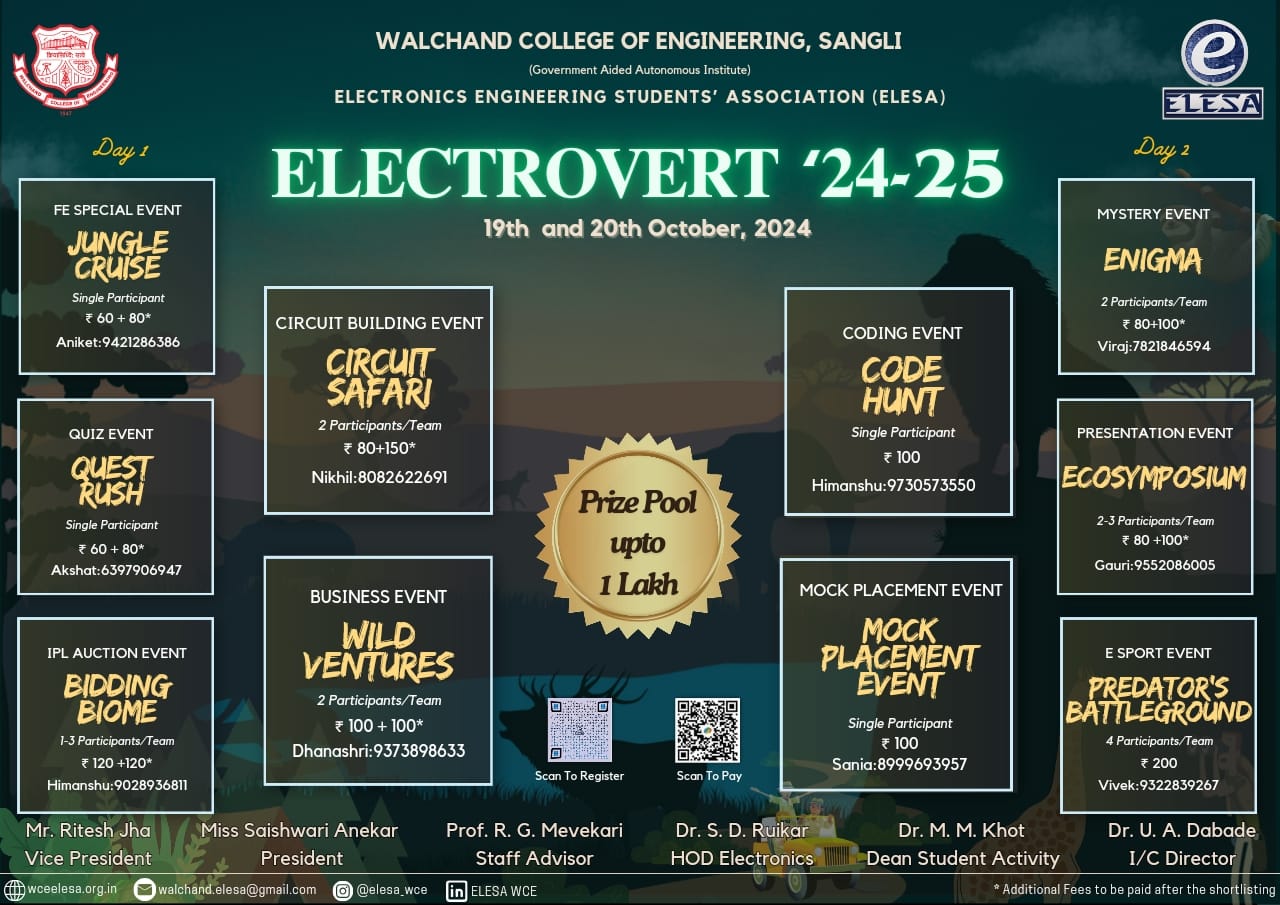 WALCHAND COLLEGE OF ENGINEERING, SANGLI
(Government Aided Autonomous Institute)
ELECTRONICS ENGINEERING STUDENTS' ASSOCIATION (ELESA)
क्रियासिद्धिः सत्वे
WALCHAND COLLEGE OF ENGINEERING
1947
e
ELESA
ELECTROVERT ‘24-25
19th and 20th October, 2024
Day 1
FE SPECIAL EVENT
JUNGLE
CRUISE
Single Participant
₹ 60 + 80*
Aniket:9421286386
QUIZ EVENT
QUEST
RUSH
Single Participant
₹ 60 + 80*
Akshat:6397906947
IPL AUCTION EVENT
BIDDING
BIOME
1-3 Participants/Team
₹ 120 +120*
Himanshu:9028936811
CIRCUIT BUILDING EVENT
CIRCUIT
SAFARI
2 Participants/Team
₹ 80+150*
Nikhil:8082622691
BUSINESS EVENT
WILD
VENTURES
2 Participants/Team
₹ 100 + 100*
Dhanashri:9373898633
Prize Pool
upto
1 Lakh
Scan To Register
Scan To Pay
Day 2
CODING EVENT
CODE
HUNT
Single Participant
₹ 100
Himanshu:9730573550
MOCK PLACEMENT EVENT
MOCK
PLACEMENT
EVENT
Single Participant
₹ 100
Sania:8999693957
MYSTERY EVENT
ENIGMA
2 Participants/Team
₹ 80+100*
Viraj:7821846594
PRESENTATION EVENT
ECOSYMPOSIUM
2-3 Participants/Team
₹ 80 +100*
Gauri:9552086005
E SPORT EVENT
PREDATOR'S
BATTLEGROUND
4 Participants/Team
₹ 200
Vivek:9322839267
Mr. Ritesh Jha
Vice President
Miss Saishwari Anekar
President
Prof. R. G. Mevekari
Staff Advisor
Dr. S. D. Ruikar
HOD Electronics
Dr. M. M. Khot
Dean Student Activity
Dr. U. A. Dabade
I/C Director
wceelesa.org.in
walchand.elesa@gmail.com
@elesa_wce
in ELESA WCE
* Additional Fees to be paid after the shortlisting